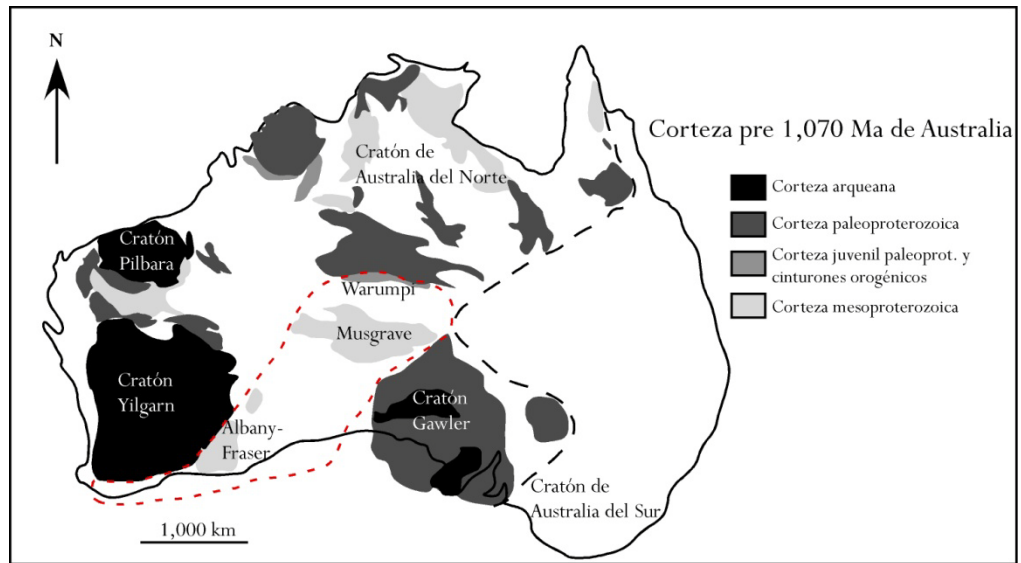 N
Corteza pre 1,070 Ma de Australia
Corteza arqueana
Corteza paleoproterozoica
Corteza juvenil paleoprot. y
cinturones orogénicos
Corteza mesoproterozoica
Cratón de
Australia del Norte
Cratón
Pilbara
Warumpi
Musgrave
Cratón
Yilgarn
Albany-
Fraser
Cratón
Gawler
Cratón de
Australia del Sur
1,000 km